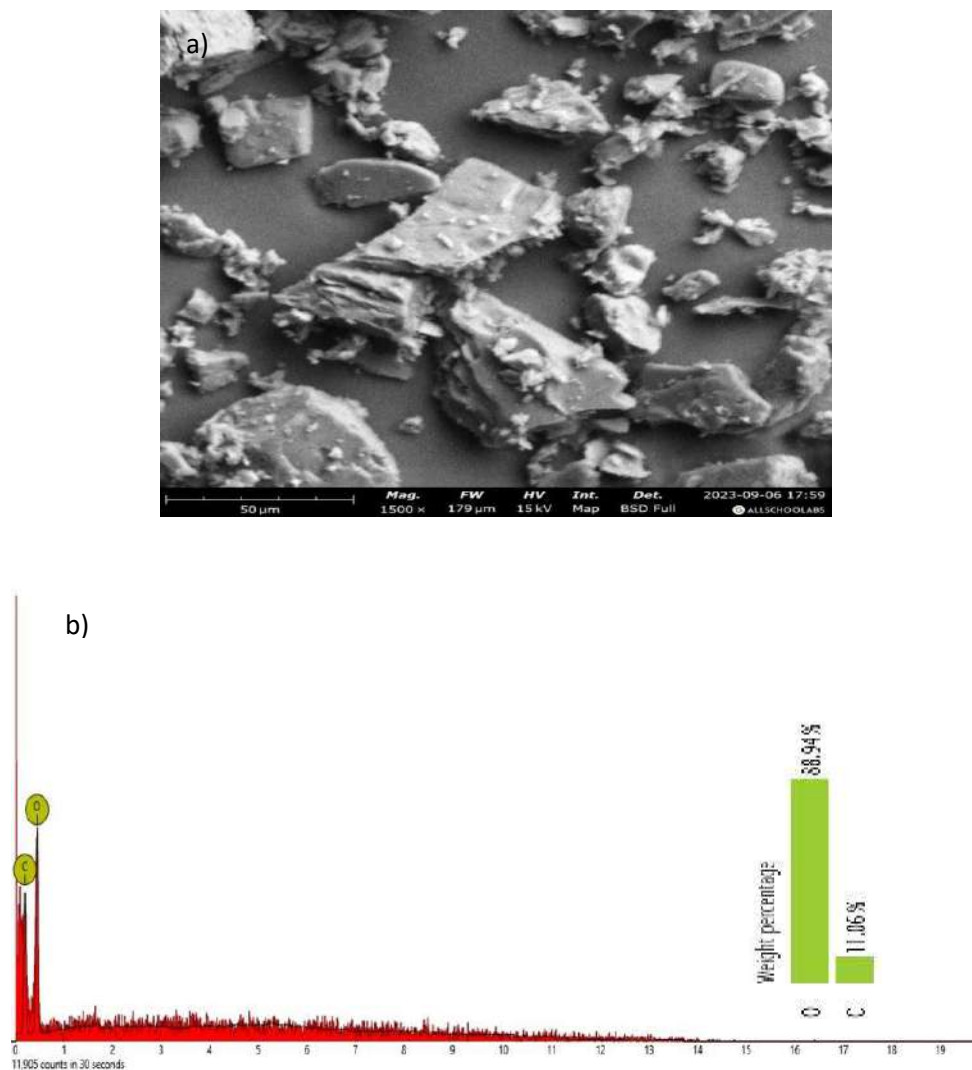 a)
Mag. FW HV Int. Det. 2023-09-06 17:59
50 µm 1500 × 179 µm 15 kV Map BSD Full ALLSCHOOLABS
b)
O
C
Weight percentage
88.94%
11.06%
O
C
0 1 2 3 4 5 6 7 8 9 10 11 12 13 14 15 16 17 18 19
11,905 counts in 30 seconds